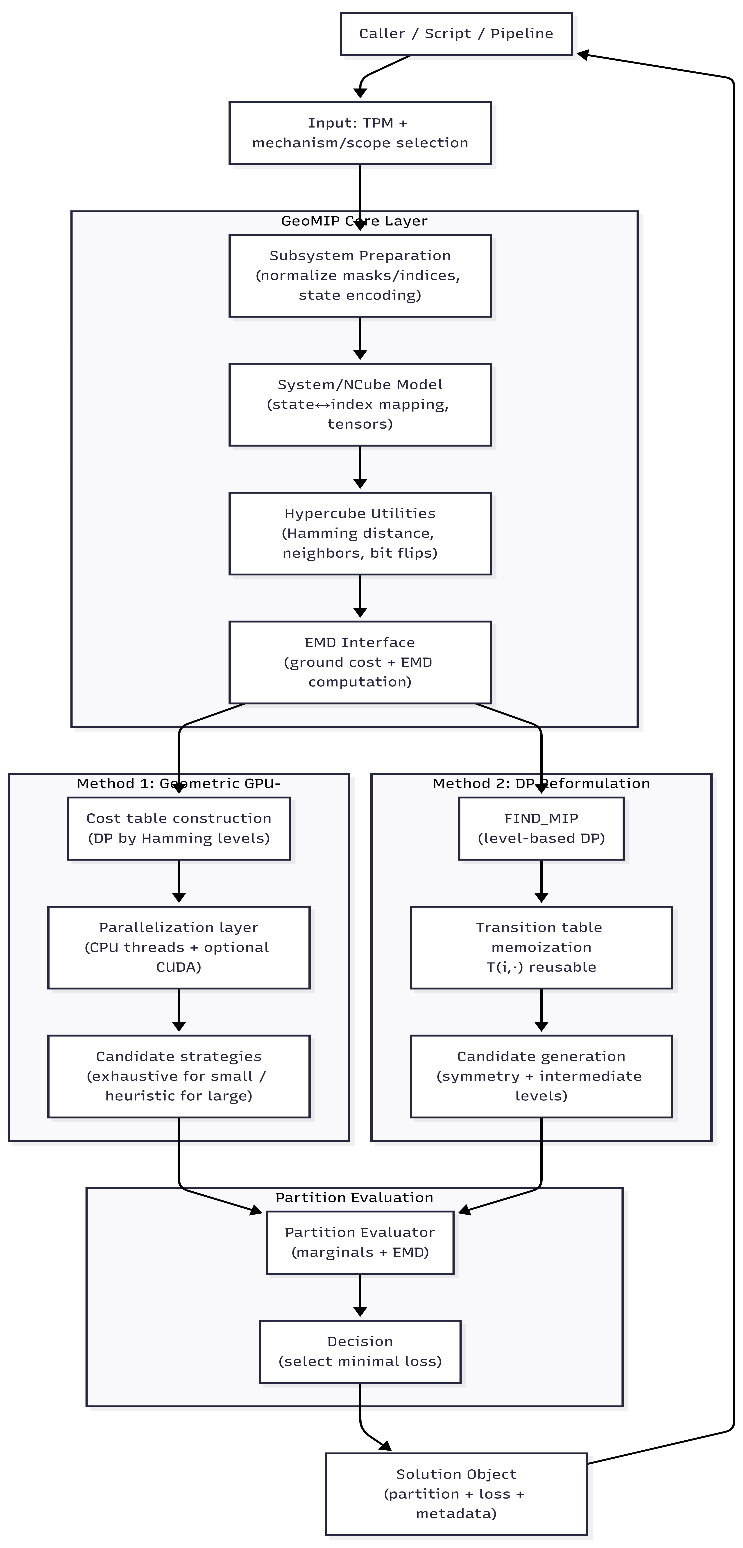 Caller / Script / Pipeline
Input: TPM +
mechanism/scope selection
GeoMIP Core Layer
Subsystem Preparation
(normalize masks/indices,
state encoding)
System/NCube Model
(state↔index mapping,
tensors)
Hypercube Utilities
(Hamming distance,
neighbors, bit flips)
EMD Interface
(ground cost + EMD
computation)
Method 1: Geometric GPU-
Cost table construction
(DP by Hamming levels)
Parallelization layer
(CPU threads + optional
CUDA)
Candidate strategies
(exhaustive for small /
heuristic for large)
Method 2: DP Reformulation
FIND_MIP
(level-based DP)
Transition table
memoization
T(i,·) reusable
Candidate generation
(symmetry + intermediate
levels)
Partition Evaluation
Partition Evaluator
(marginals + EMD)
Decision
(select minimal loss)
Solution Object
(partition + loss +
metadata)